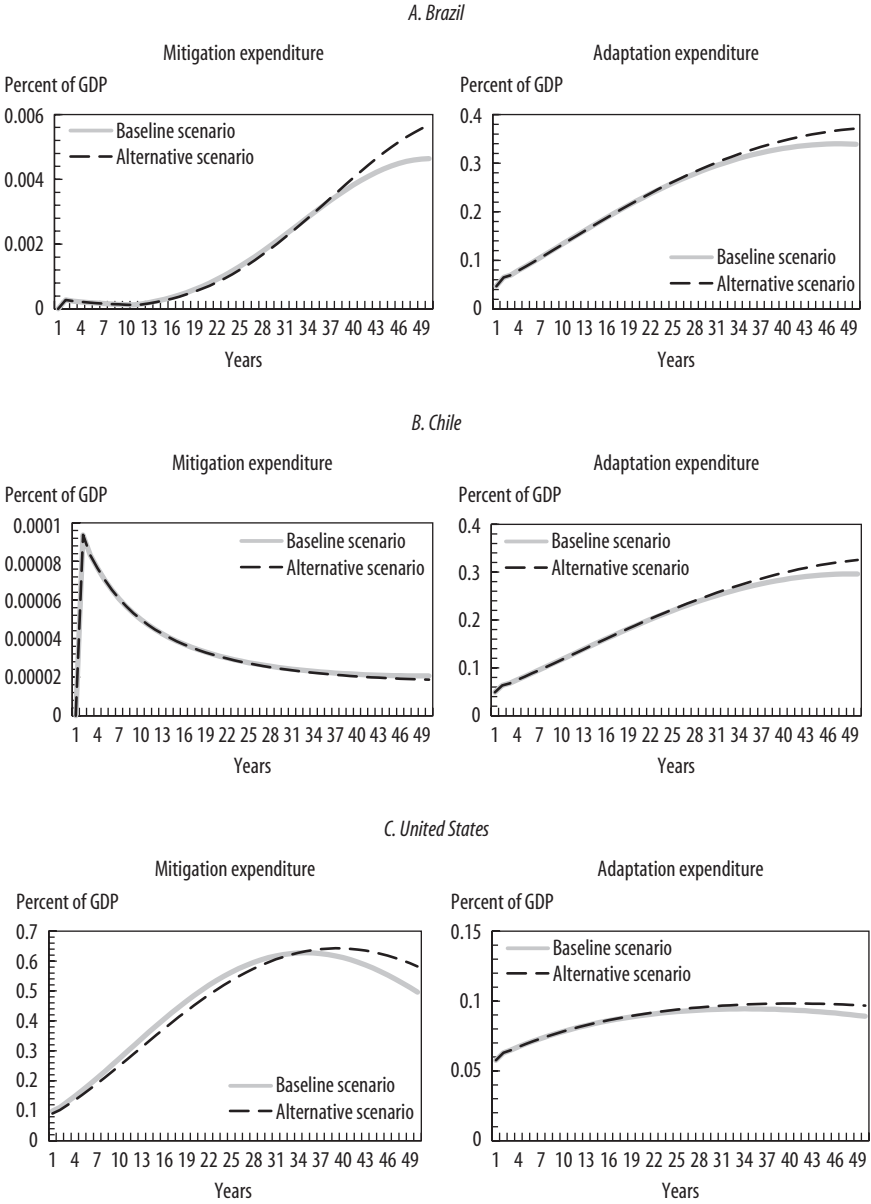 A. Brazil
Mitigation expenditure
Percent of GDP
0.006
0.004
0.002
0
Baseline scenario
Alternative scenario
1 4 7 10 13 16 19 22 25 28 31 34 37 40 43 46 49
Years
Adaptation expenditure
Percent of GDP
0.4
0.3
0.2
0.1
0
Baseline scenario
Alternative scenario
1 4 7 10 13 16 19 22 25 28 31 34 37 40 43 46 49
Years
B. Chile
Mitigation expenditure
Percent of GDP
0.0001
0.00008
0.00006
0.00004
0.00002
0
Baseline scenario
Alternative scenario
1 4 7 10 13 16 19 22 25 28 31 34 37 40 43 46 49
Years
Adaptation expenditure
Percent of GDP
0.4
0.3
0.2
0.1
0
Baseline scenario
Alternative scenario
1 4 7 10 13 16 19 22 25 28 31 34 37 40 43 46 49
Years
C. United States
Mitigation expenditure
Percent of GDP
0.7
0.6
0.5
0.4
0.3
0.2
0.1
0
Baseline scenario
Alternative scenario
1 4 7 10 13 16 19 22 25 28 31 34 37 40 43 46 49
Years
Adaptation expenditure
Percent of GDP
0.15
0.1
0.05
0
Baseline scenario
Alternative scenario
1 4 7 10 13 16 19 22 25 28 31 34 37 40 43 46 49
Years